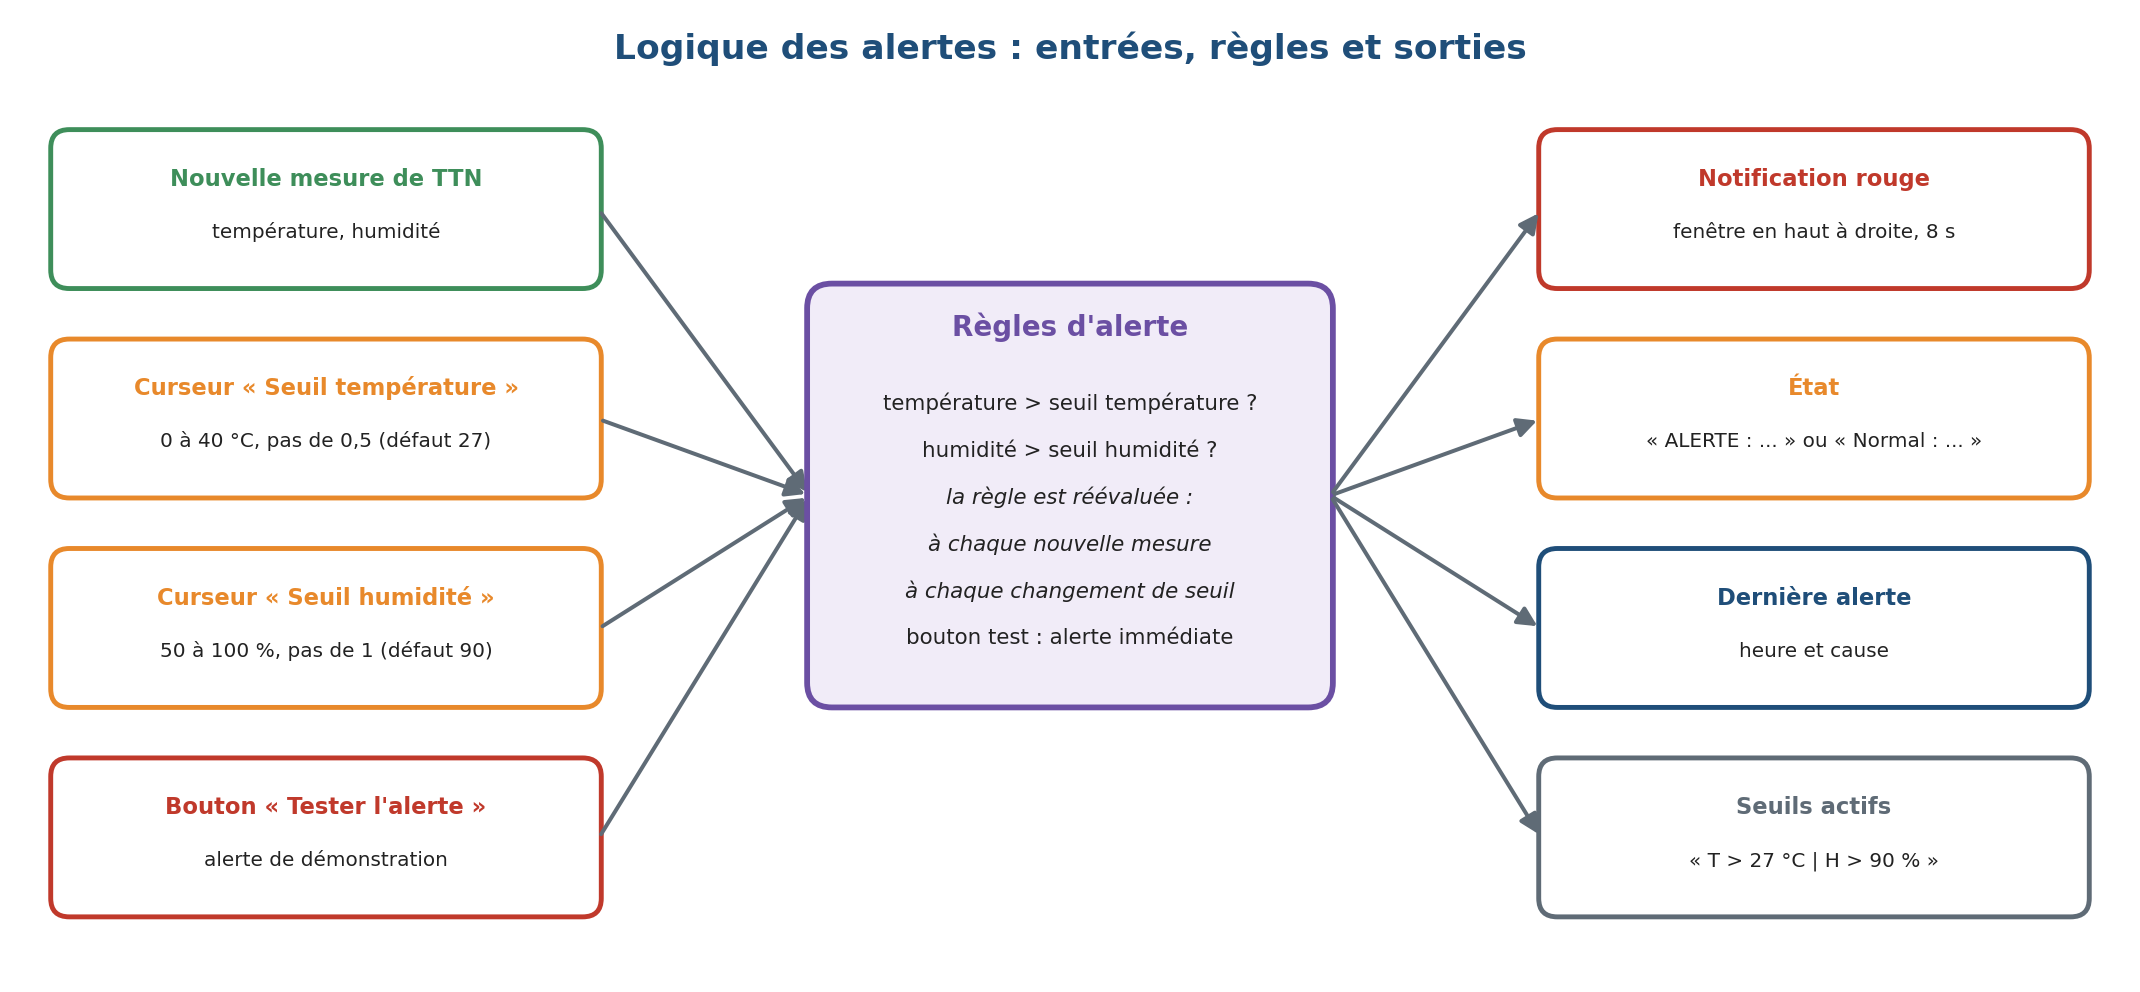 Logique des alertes : entrées, règles et sorties
Nouvelle mesure de TTN
température, humidité
Curseur « Seuil température »
0 à 40 °C, pas de 0,5 (défaut 27)
Curseur « Seuil humidité »
50 à 100 %, pas de 1 (défaut 90)
Bouton « Tester l'alerte »
alerte de démonstration
Règles d'alerte
température > seuil température ?
humidité > seuil humidité ?
la règle est réévaluée :
à chaque nouvelle mesure
à chaque changement de seuil
bouton test : alerte immédiate
Notification rouge
fenêtre en haut à droite, 8 s
État
« ALERTE : ... » ou « Normal : ... »
Dernière alerte
heure et cause
Seuils actifs
« T > 27 °C | H > 90 % »